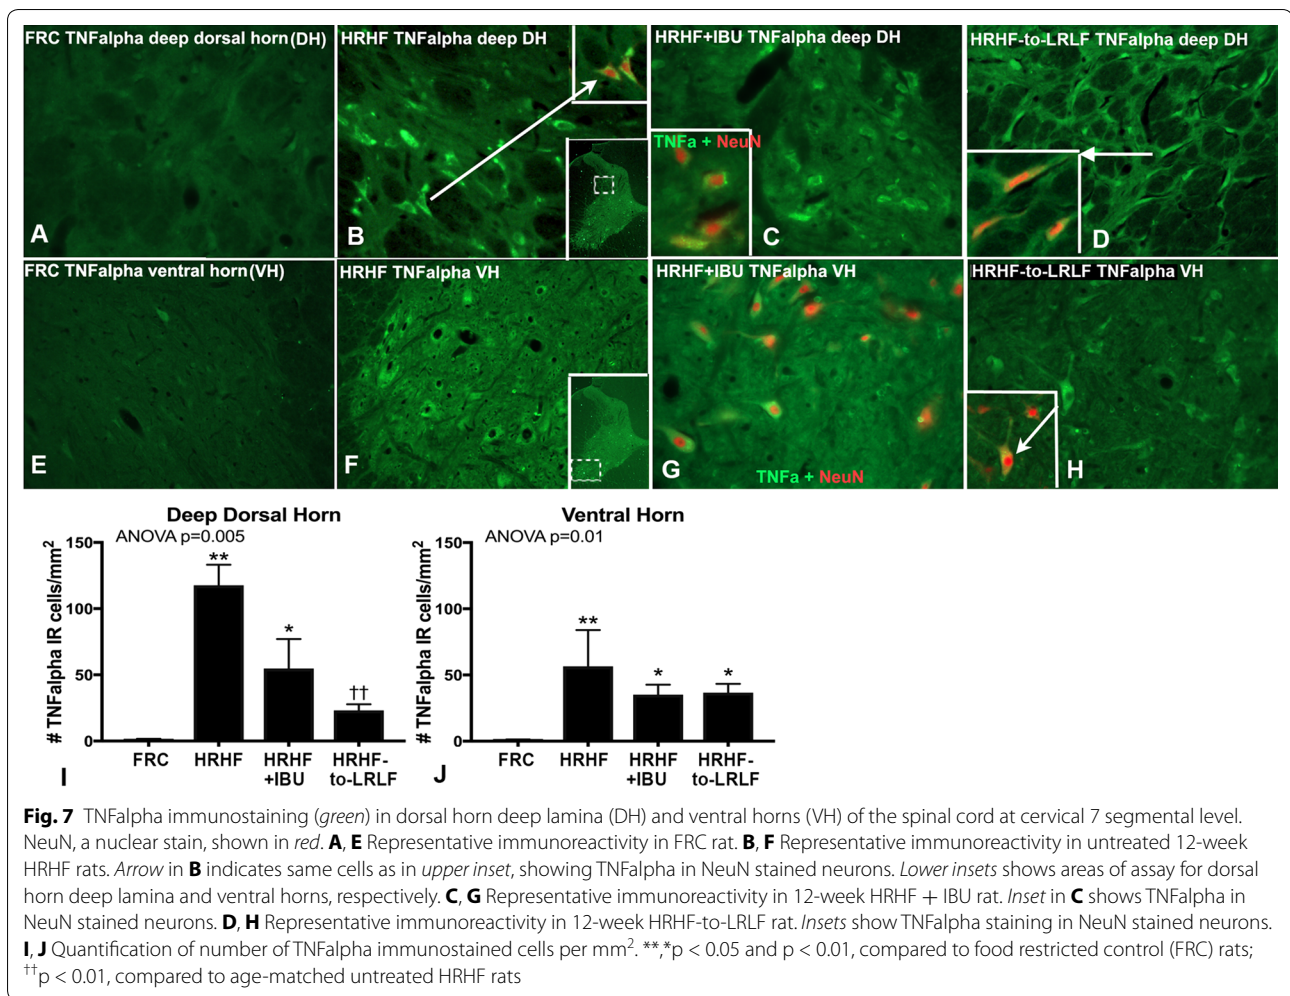 FRC TNFalpha deep dorsal horn (DH)
HRHF TNFalpha deep DH
HRHF+IBU TNFalpha deep DH
HRHF-to-LRLF TNFalpha deep DH
TNFa + NeuN
A
B
C
D
FRC TNFalpha ventral horn (VH)
HRHF TNFalpha VH
HRHF+IBU TNFalpha VH
HRHF-to-LRLF TNFalpha VH
E
F
G
TNFa + NeuN
H
Deep Dorsal Horn
ANOVA p=0.005
# TNFalpha IR cells/mm²
150
100
50
0
**
*
††
FRC
HRHF
HRHF
+IBU
HRHF-
to-LRLF
I
Ventral Horn
ANOVA p=0.01
# TNFalpha IR cells/mm²
150
100
50
0
**
*
*
FRC
HRHF
HRHF
+IBU
HRHF-
to-LRLF
J
Fig. 7 TNFalpha immunostaining (green) in dorsal horn deep lamina (DH) and ventral horns (VH) of the spinal cord at cervical 7 segmental level.
NeuN, a nuclear stain, shown in red. A, E Representative immunoreactivity in FRC rat. B, F Representative immunoreactivity in untreated 12-week
HRHF rats. Arrow in B indicates same cells as in upper inset, showing TNFalpha in NeuN stained neurons. Lower insets shows areas of assay for dorsal
horn deep lamina and ventral horns, respectively. C, G Representative immunoreactivity in 12-week HRHF + IBU rat. Inset in C shows TNFalpha in
NeuN stained neurons. D, H Representative immunoreactivity in 12-week HRHF-to-LRLF rat. Insets show TNFalpha staining in NeuN stained neurons.
I, J Quantification of number of TNFalpha immunostained cells per mm². **,*p < 0.05 and p < 0.01, compared to food restricted control (FRC) rats;
††p < 0.01, compared to age-matched untreated HRHF rats